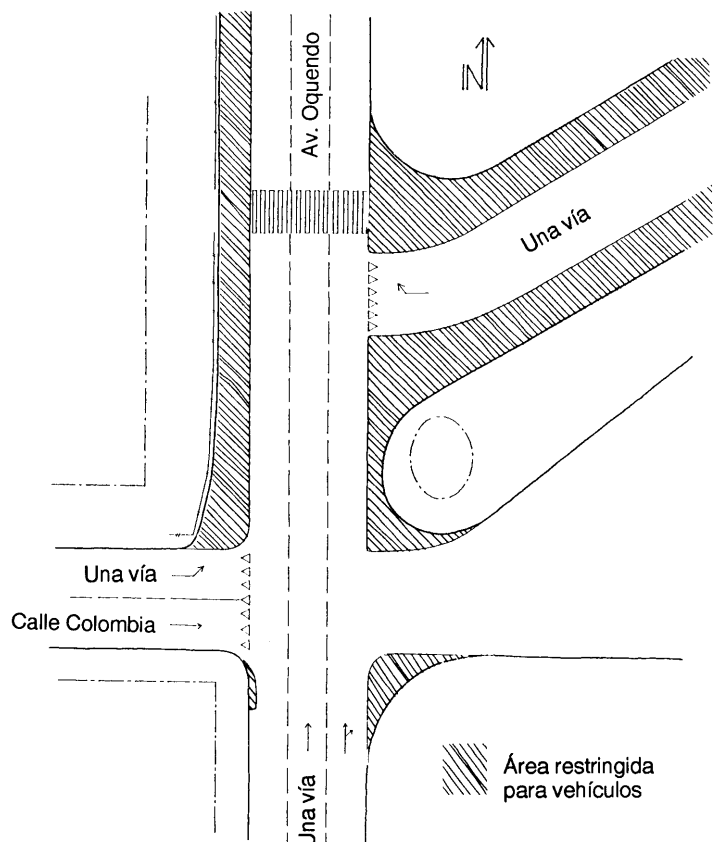 Av. Oquendo
N
Una vía
Una vía
Calle Colombia
Una vía
Área restringida
para vehículos